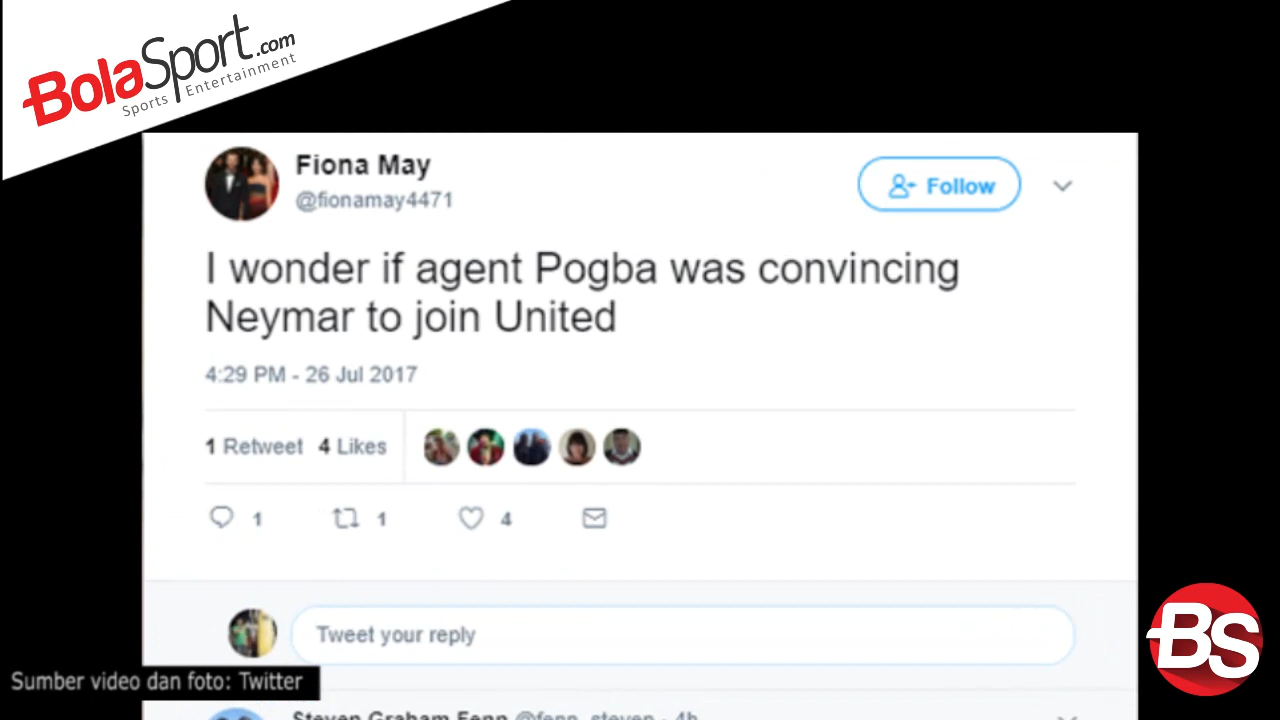 BolaSport.com
Sports Entertainment
Fiona May
@fionamay4471
Follow
I wonder if agent Pogba was convincing
Neymar to join United
4:29 PM - 26 Jul 2017
1 Retweet 4 Likes
1 1 4
Tweet your reply
BS
Sumber video dan foto: Twitter
Steven Graham Fenn @fenn_steven · 4h